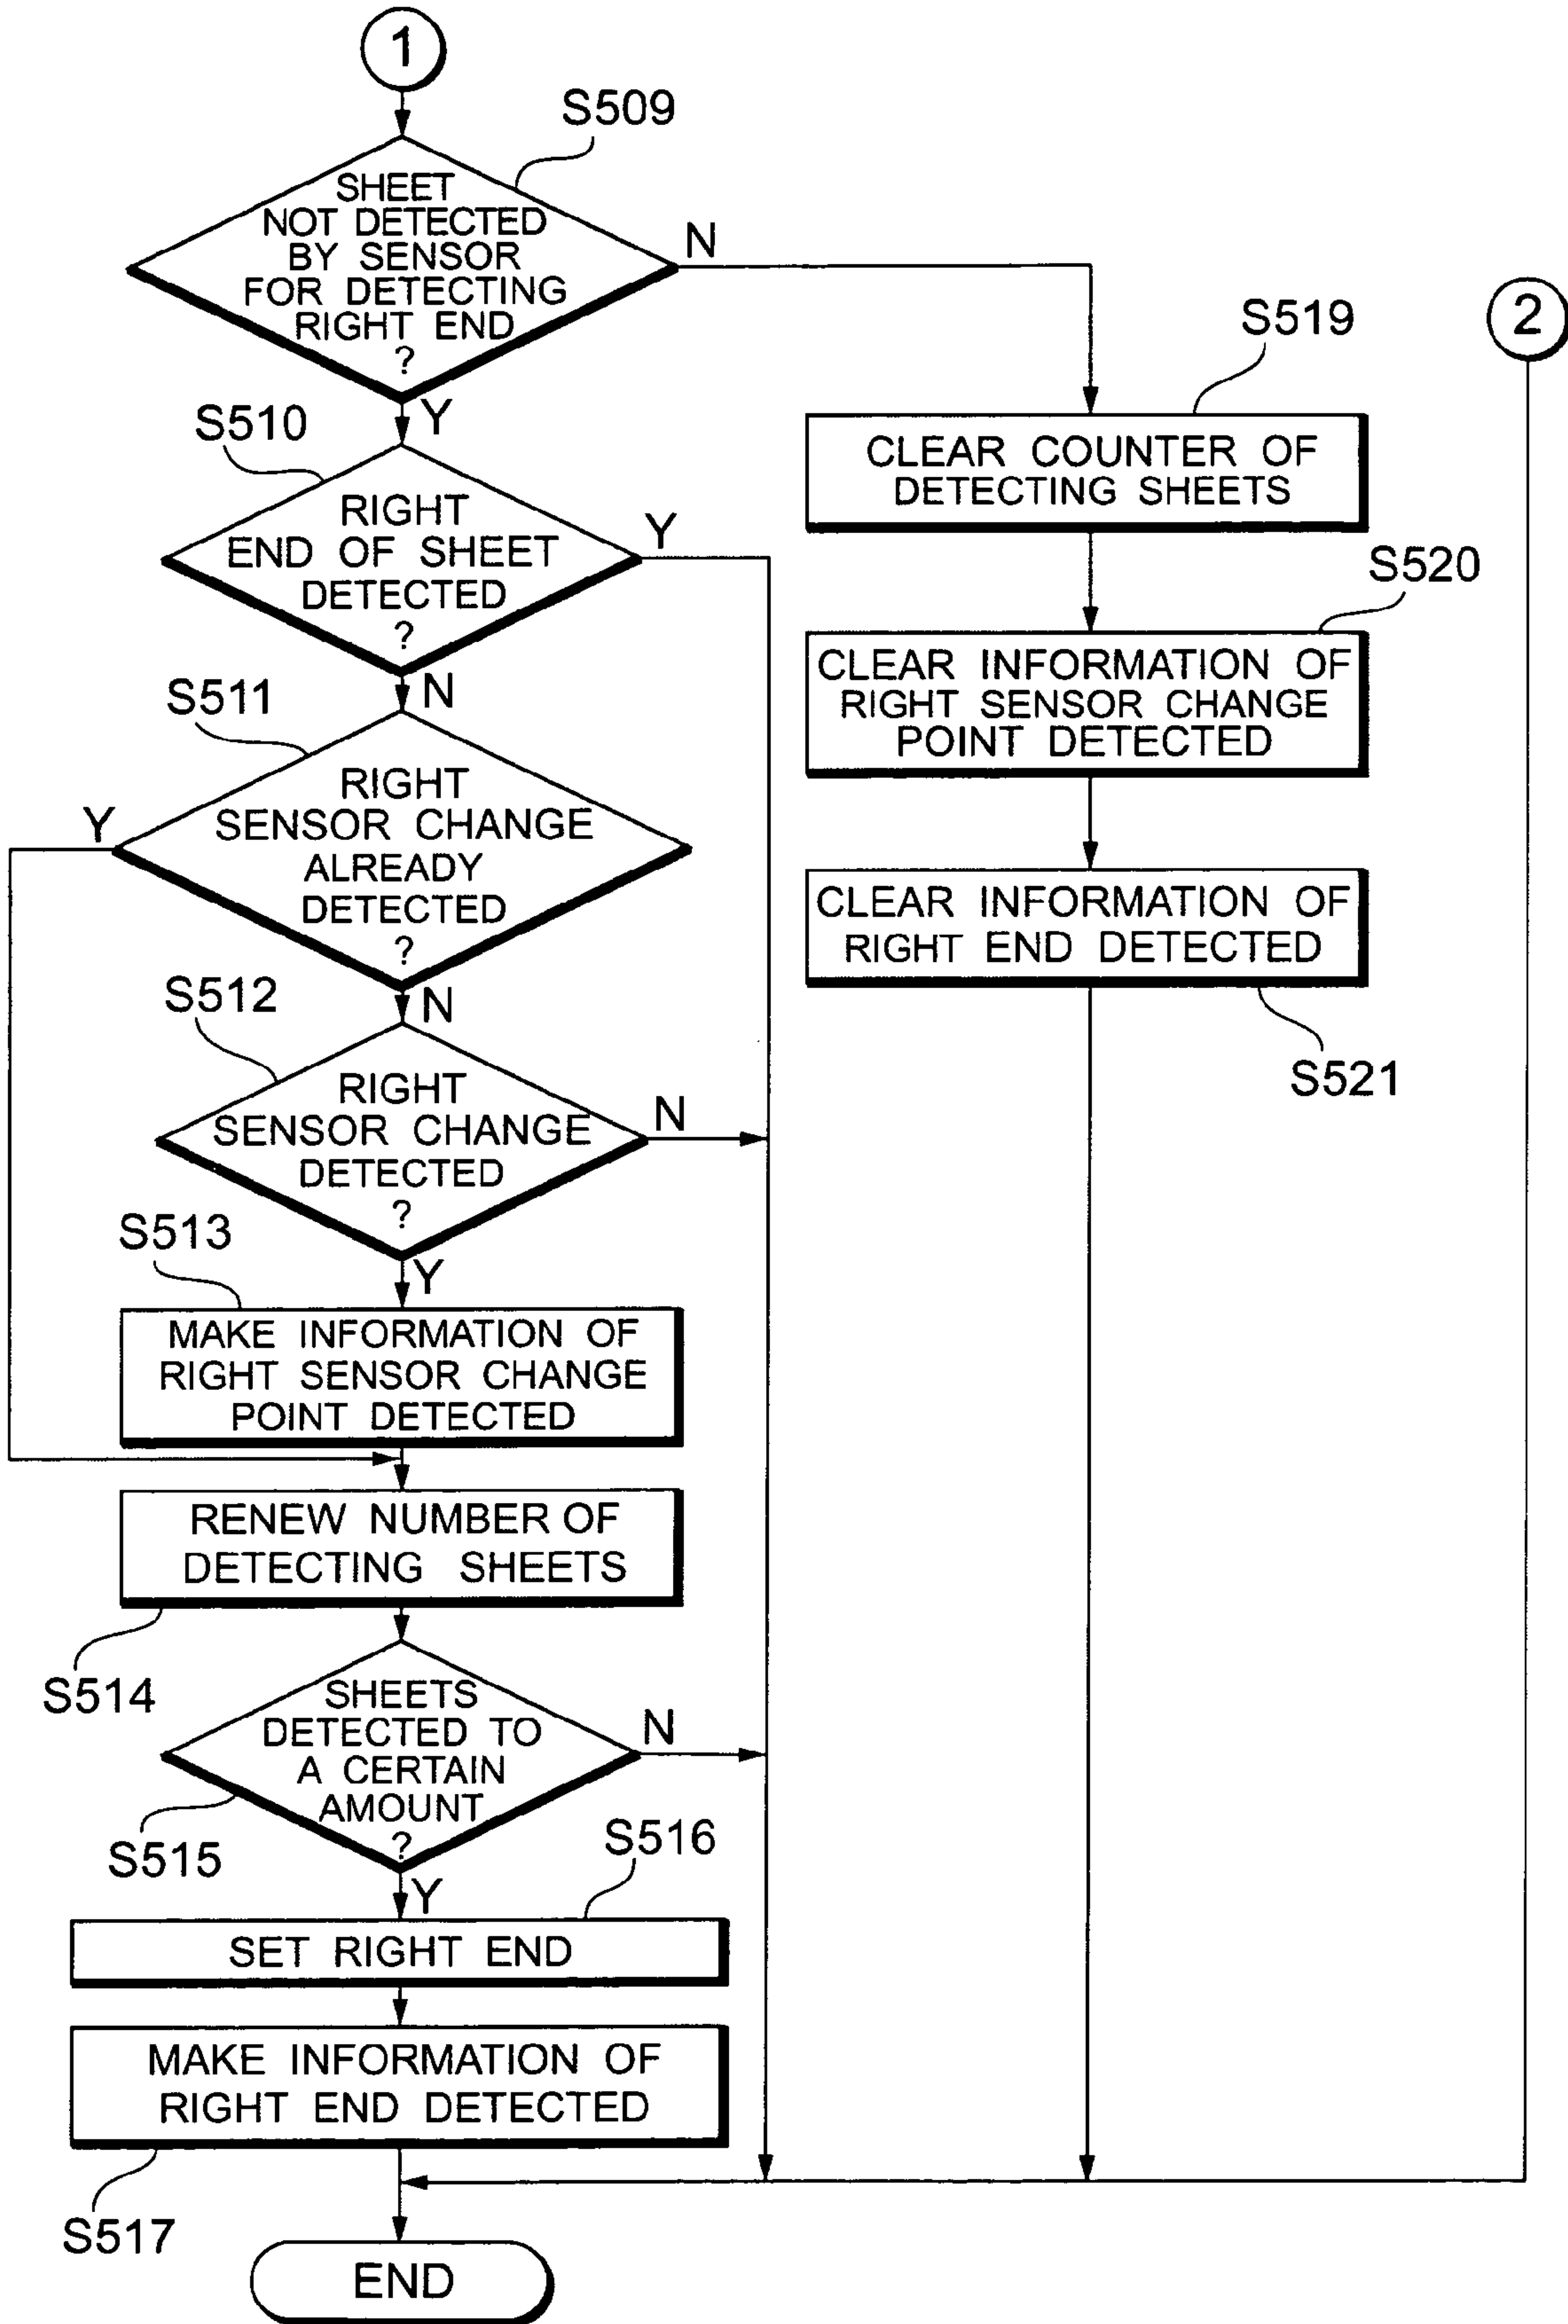 1
S509
SHEET
NOT DETECTED
BY SENSOR
FOR DETECTING
RIGHT END
?
N
Y
S510
RIGHT
END OF SHEET
DETECTED
?
Y
N
S511
RIGHT
SENSOR CHANGE
ALREADY
DETECTED
?
Y
N
S512
RIGHT
SENSOR CHANGE
DETECTED
?
N
Y
S513
MAKE INFORMATION OF
RIGHT SENSOR CHANGE
POINT DETECTED
RENEW NUMBER OF
DETECTING SHEETS
S514
SHEETS
DETECTED TO
A CERTAIN
AMOUNT
?
N
S515
Y
S516
SET RIGHT END
MAKE INFORMATION OF
RIGHT END DETECTED
S517
END
S519
CLEAR COUNTER OF
DETECTING SHEETS
S520
CLEAR INFORMATION OF
RIGHT SENSOR CHANGE
POINT DETECTED
CLEAR INFORMATION OF
RIGHT END DETECTED
S521
2